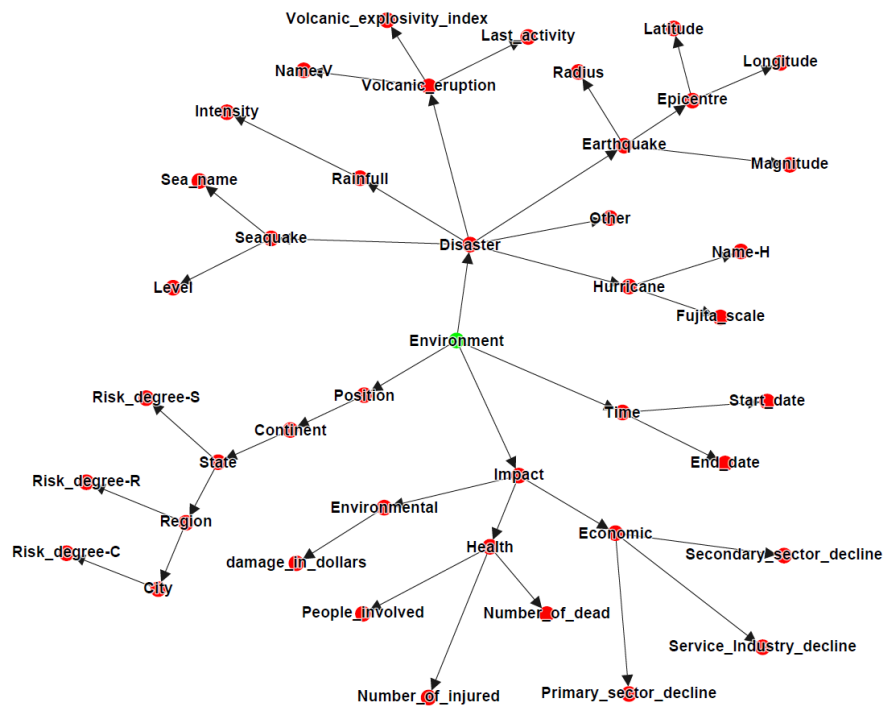 Volcanic_explosivity_index
Latitude
Last_activity
Longitude
Name-V
Radius
Volcanic_eruption
Epicentre
Intensity
Earthquake
Magnitude
Sea_name
Rainfull
Other
Seaquake
Disaster
Name-H
Level
Hurricane
Fujita_scale
Environment
Risk_degree-S
Position
Start_date
Time
Continent
State
End_date
Risk_degree-R
Impact
Environmental
Region
Economic
Risk_degree-C
Health
Secondary_sector_decline
damage_in_dollars
City
People_involved
Number_of_dead
Service_Industry_decline
Number_of_injured
Primary_sector_decline